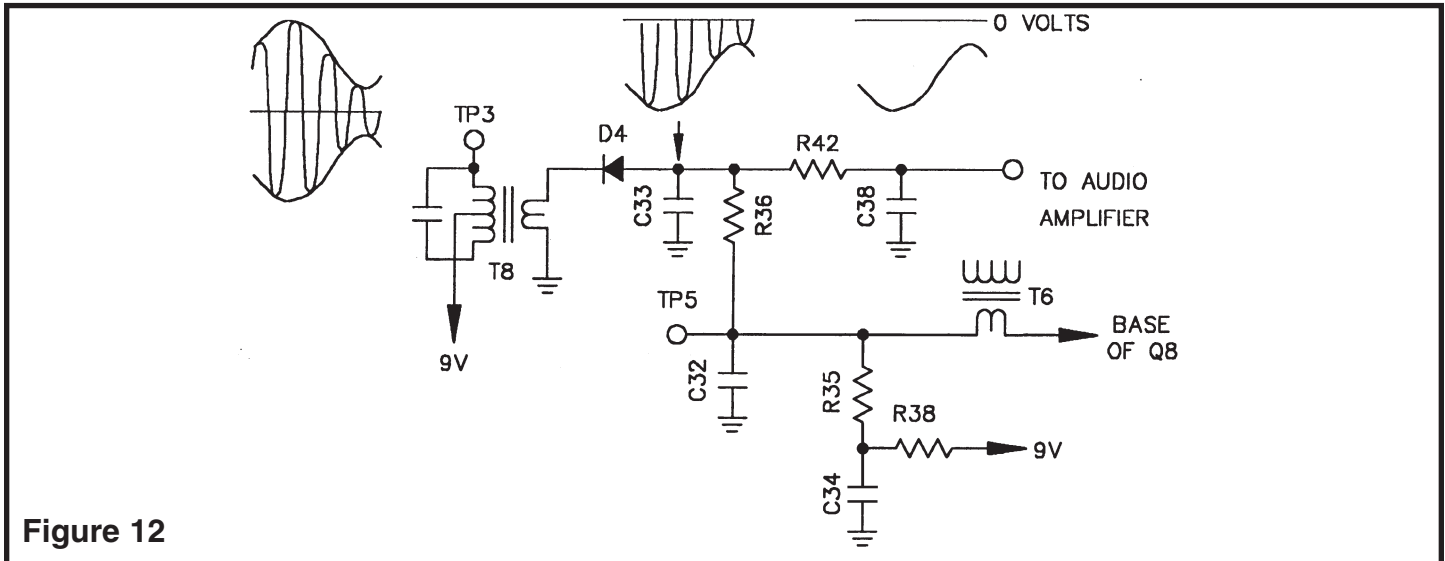 0 VOLTS
TP3
D4
R42
C33
R36
C38
TO AUDIO
AMPLIFIER
T8
TP5
T6
9V
BASE
OF Q8
C32
R35
R38
9V
C34
Figure 12